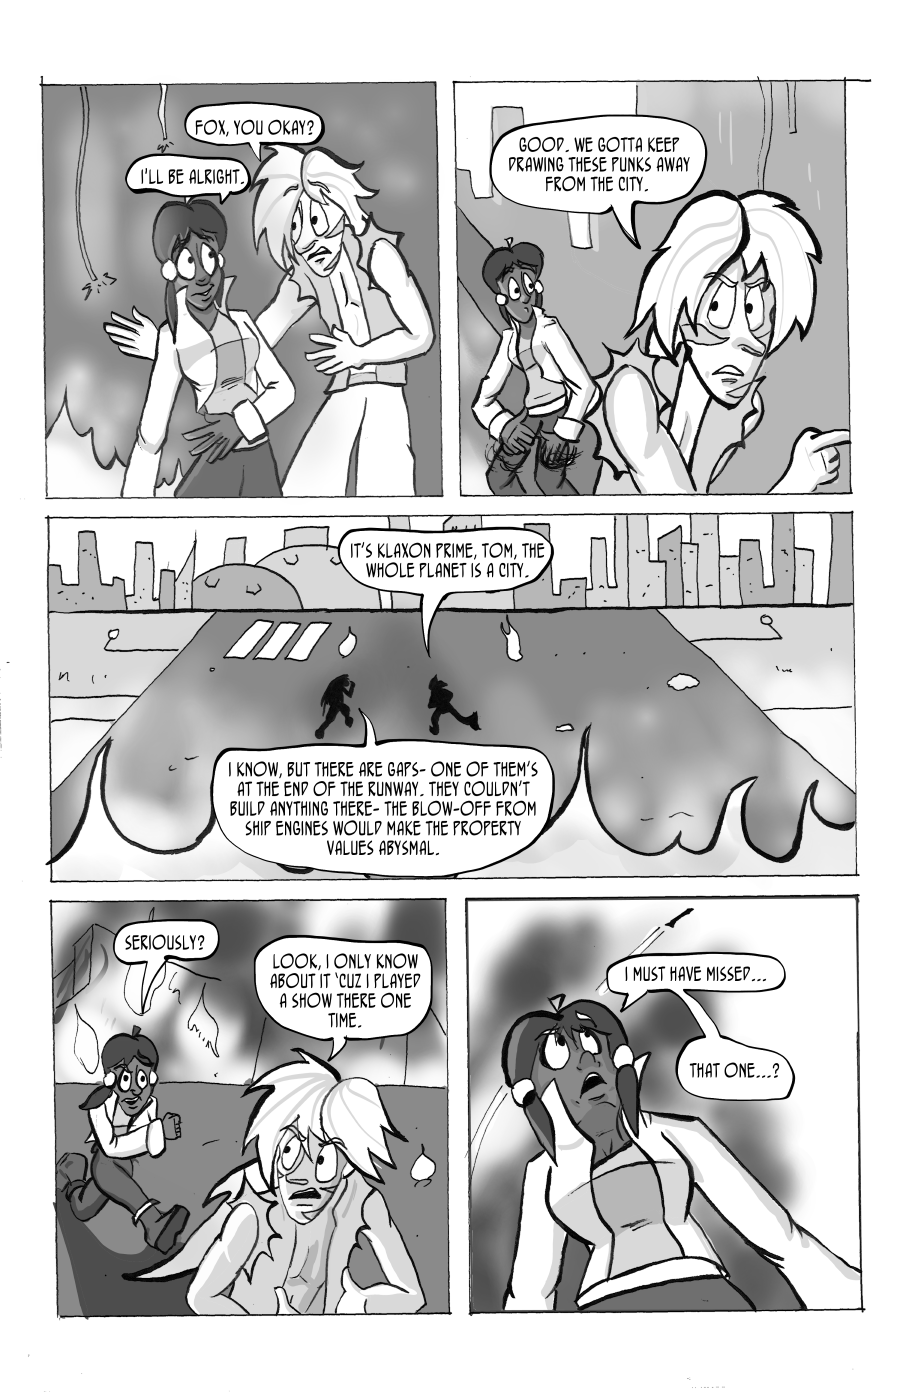 FOX, YOU OKAY?
I'LL BE ALRIGHT.
GOOD. WE GOTTA KEEP
DRAWING THESE PUNKS AWAY
FROM THE CITY.
IT'S KLAXON PRIME, TOM, THE
WHOLE PLANET IS A CITY.
I KNOW, BUT THERE ARE GAPS- ONE OF THEM'S
AT THE END OF THE RUNWAY. THEY COULDN'T
BUILD ANYTHING THERE- THE BLOW-OFF FROM
SHIP ENGINES WOULD MAKE THE PROPERTY
VALUES ABYSMAL.
SERIOUSLY?
LOOK, I ONLY KNOW
ABOUT IT 'CUZ I PLAYED
A SHOW THERE ONE
TIME.
I MUST HAVE MISSED...
THAT ONE...?